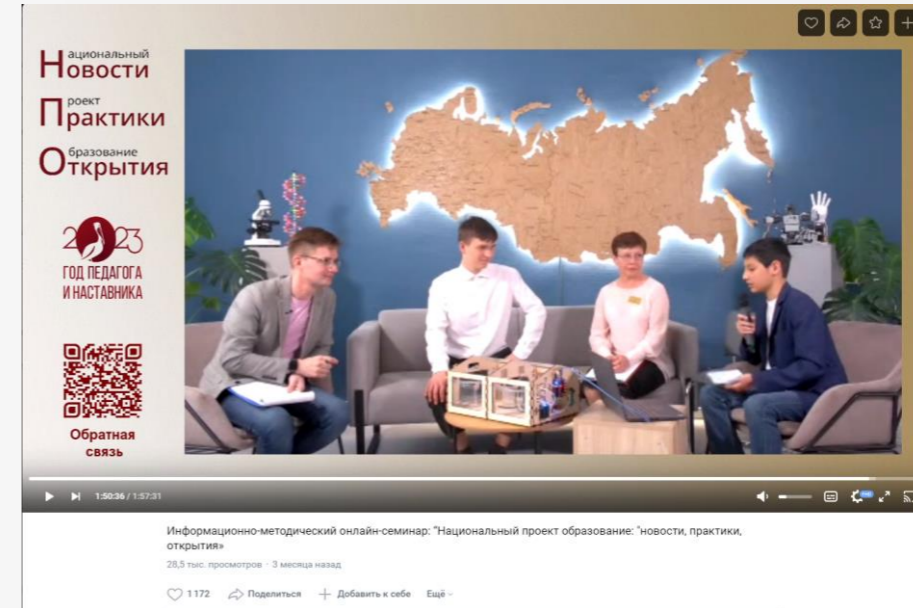 Национальный
Новости
Проект
Практики
Образование
Открытия
2023
ГОД ПЕДАГОГА
И НАСТАВНИКА
Обратная
связь
1:50:36 / 1:57:31
Информационно-методический онлайн-семинар: "Национальный проект образование: "новости, практики,
открытия»
28,5 тыс. просмотров · 3 месяца назад
1172 Поделиться Добавить к себе Ещё